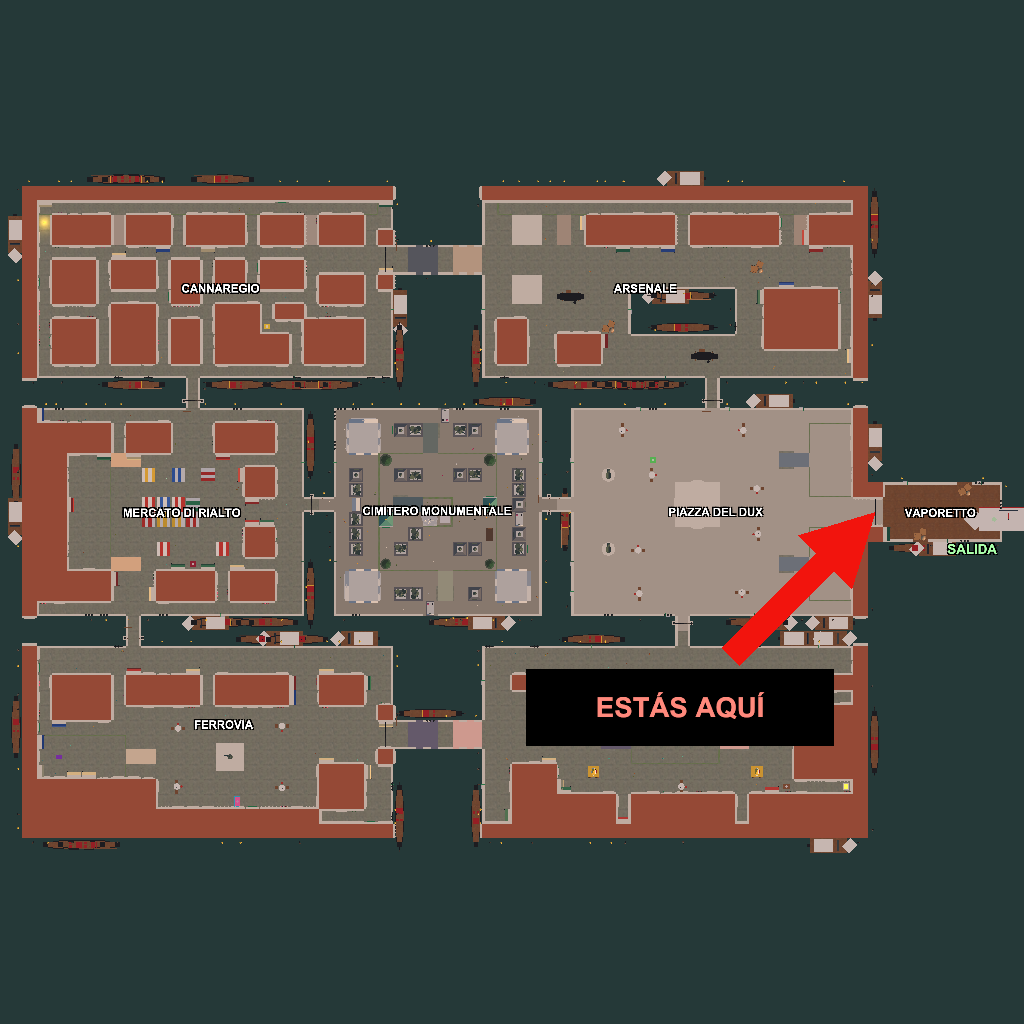 CANNAREGIO
ARSENALE
MERCATO DI RIALTO
CIMITERO MONUMENTALE
PIAZZA DEL DUX
VAPORETTO
SALIDA
FERROVIA
ESTÁS AQUÍ